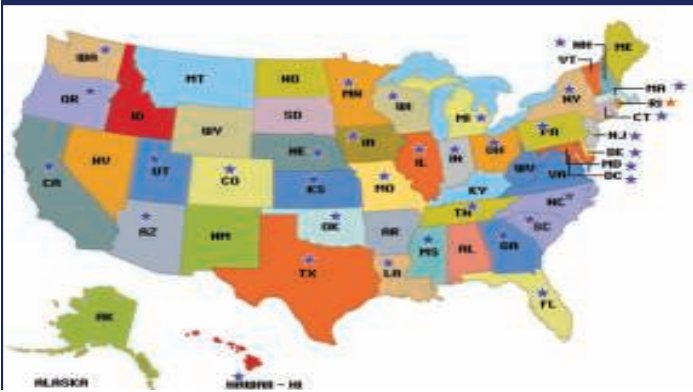 WA
MT
ND
MN
OR
ID
WY
SD
WI
MI
NH
VT
ME
NY
MA
RI
CT
PA
NJ
DE
MD
DC
NV
UT
CO
NE
IA
IL
IN
OH
WV
VA
CA
KS
MO
KY
NC
TN
SC
AZ
NM
OK
AR
MS
AL
GA
TX
LA
FL
AK
ALASKA
HAWAII - HI